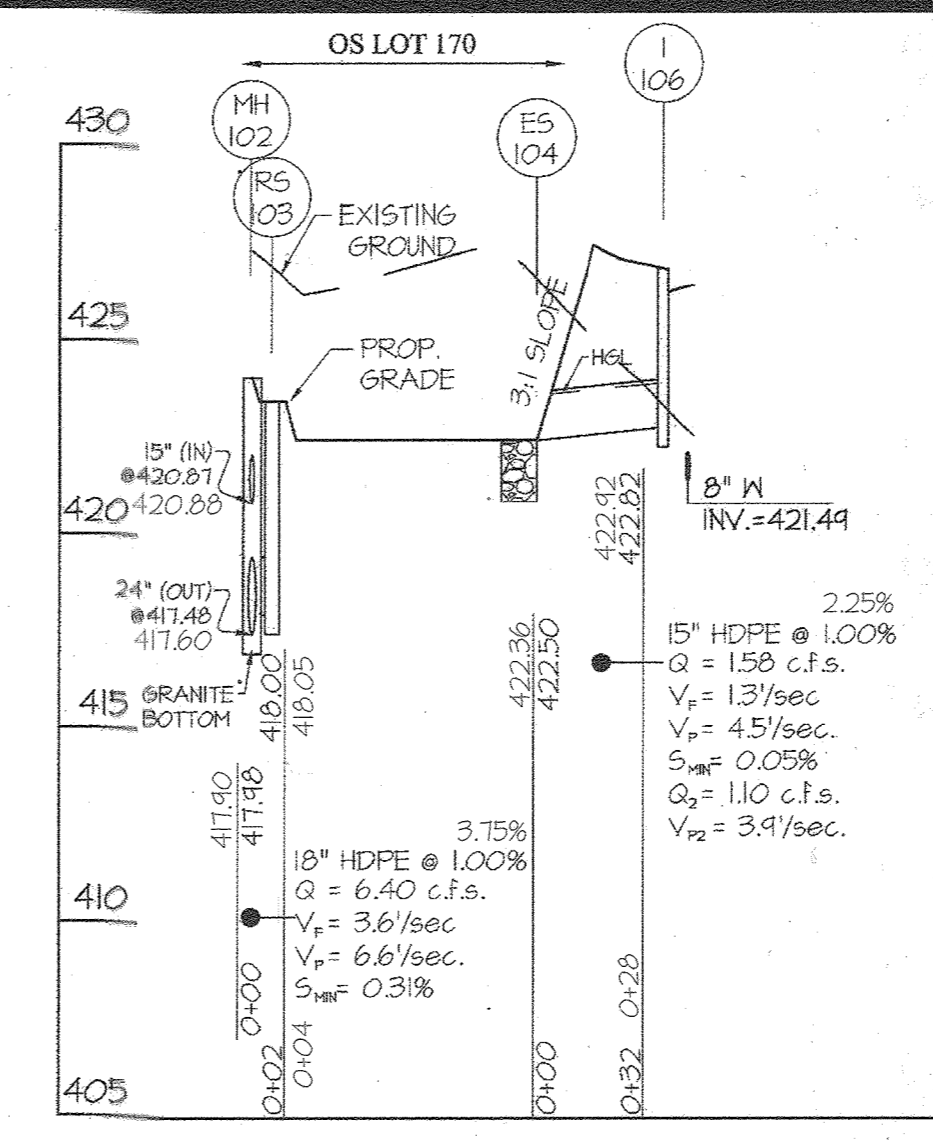 OS LOT 170
MH
102
RS
103
ES
104
I
106
430
425
420
415
410
405
EXISTING
GROUND
PROP.
GRADE
3:1 SLOPE
HGL
15" (IN)
@420.87
420.88
24" (OUT)
@417.48
417.60
GRANITE
BOTTOM
8" W
INV.=421.49
417.90
417.98
418.00
418.05
422.36
422.50
422.92
422.82
2.25%
15" HDPE @ 1.00%
Q = 1.58 c.f.s.
VF = 1.3'/sec
VP = 4.5'/sec.
SMIN = 0.05%
Q2 = 1.10 c.f.s.
VP2 = 3.9'/sec.
3.75%
18" HDPE @ 1.00%
Q = 6.40 c.f.s.
VF = 3.6'/sec
VP = 6.6'/sec.
SMIN = 0.31%
0+00
0+02
0+04
0+00
0+32
0+28